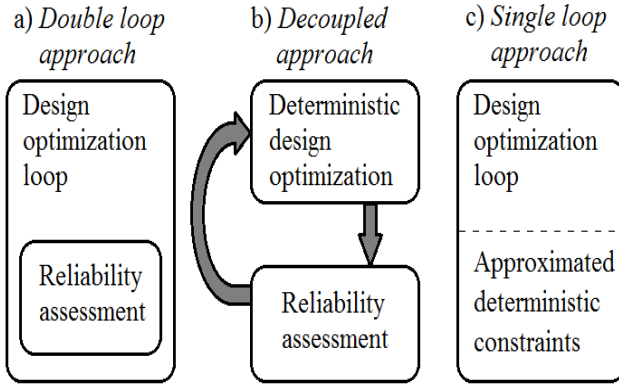 a) Double loop
approach
Design
optimization
loop
Reliability
assessment
b) Decoupled
approach
Deterministic
design
optimization
Reliability
assessment
c) Single loop
approach
Design
optimization
loop
Approximated
deterministic
constraints